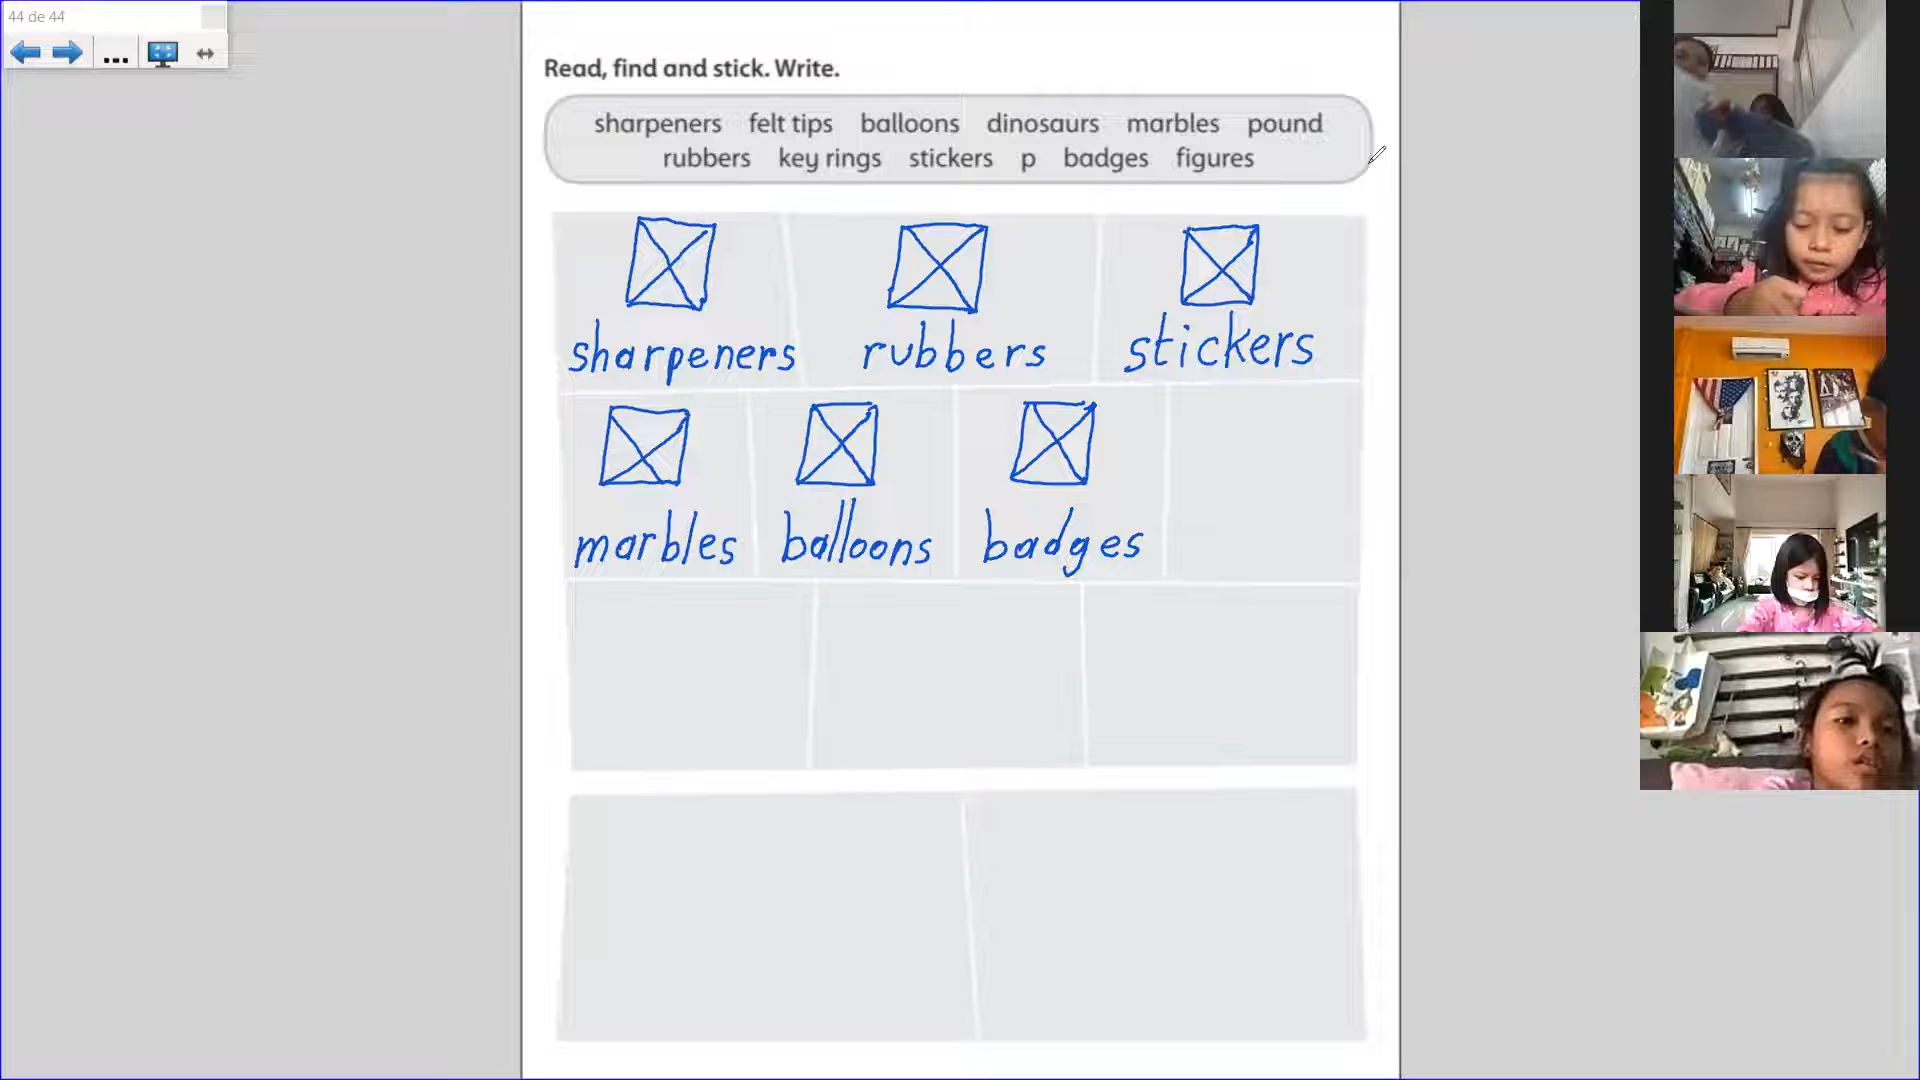 44 de 44
Read, find and stick. Write.
sharpeners felt tips balloons dinosaurs marbles pound
rubbers key rings stickers p badges figures
sharpeners rubbers stickers
marbles balloons badges